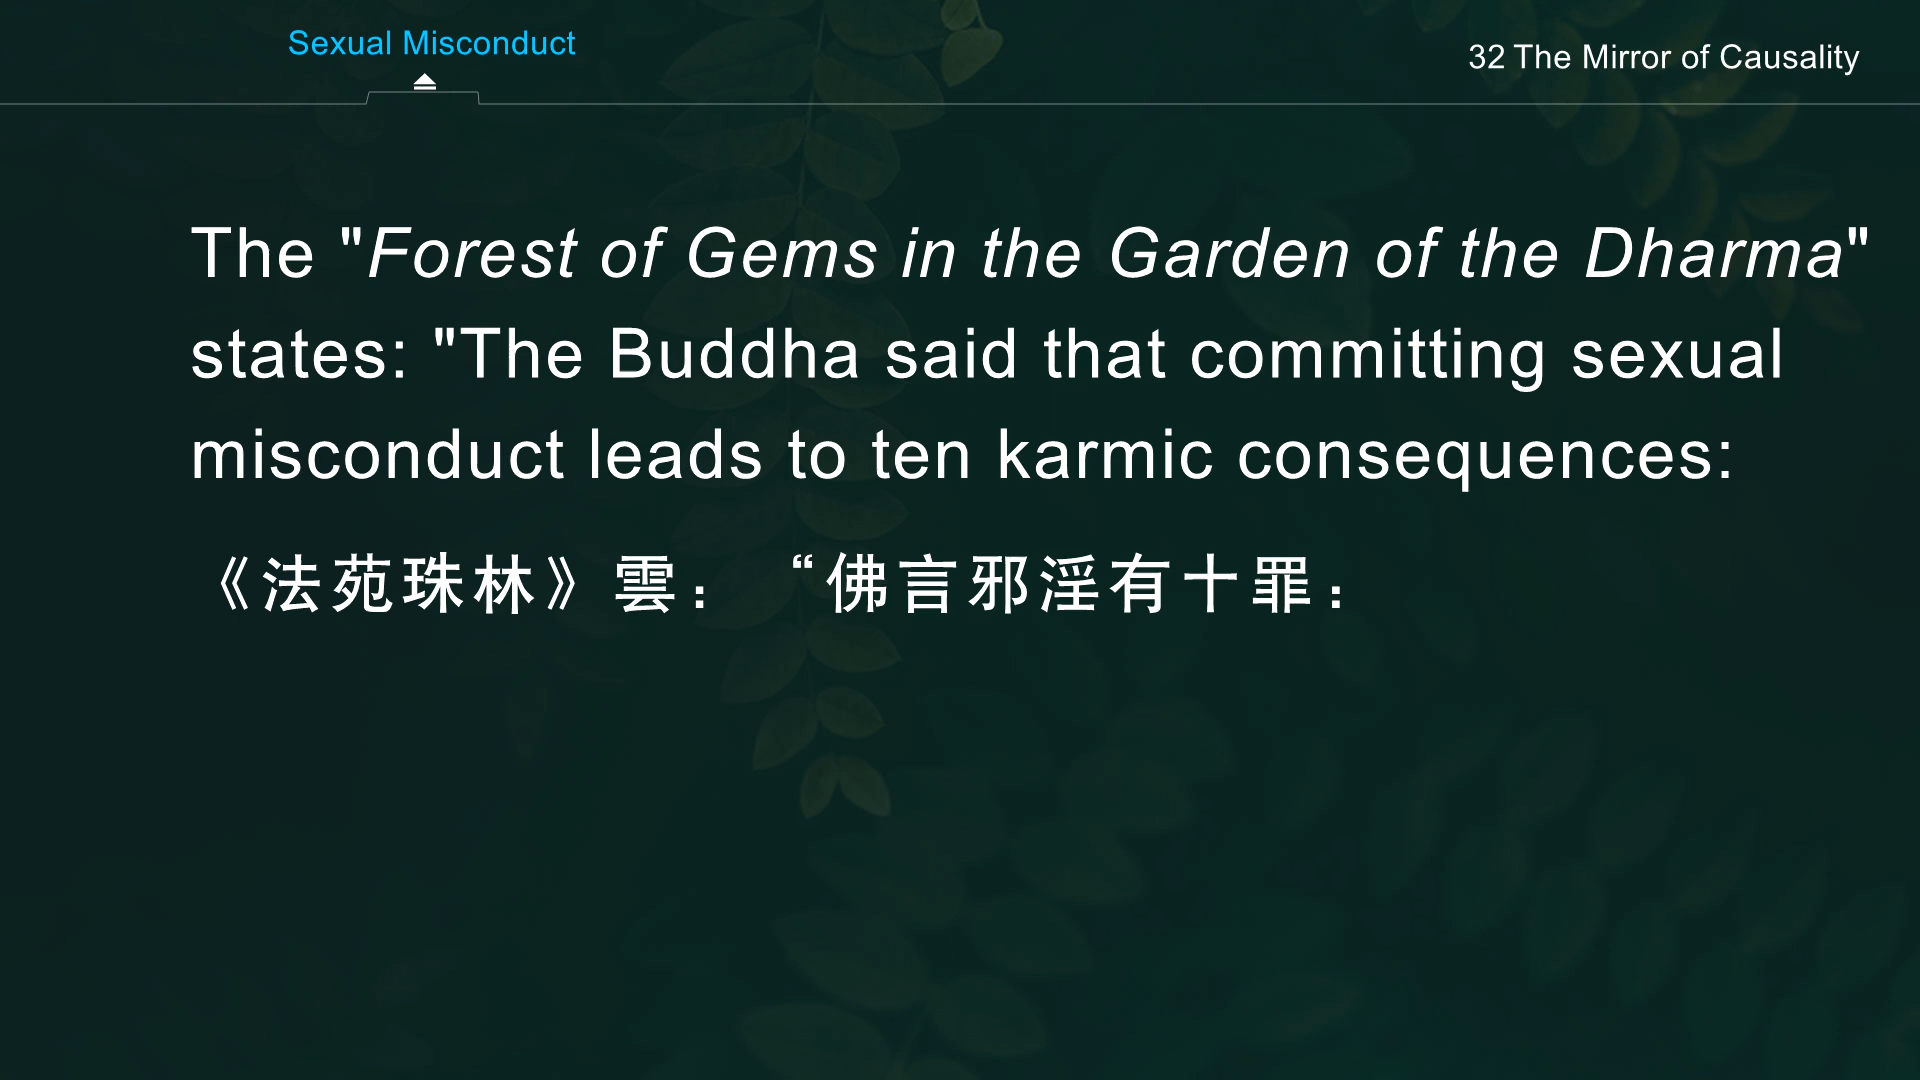 Sexual Misconduct
32 The Mirror of Causality
The "Forest of Gems in the Garden of the Dharma"
states: "The Buddha said that committing sexual
misconduct leads to ten karmic consequences:
《法苑珠林》雲：“佛言邪淫有十罪：